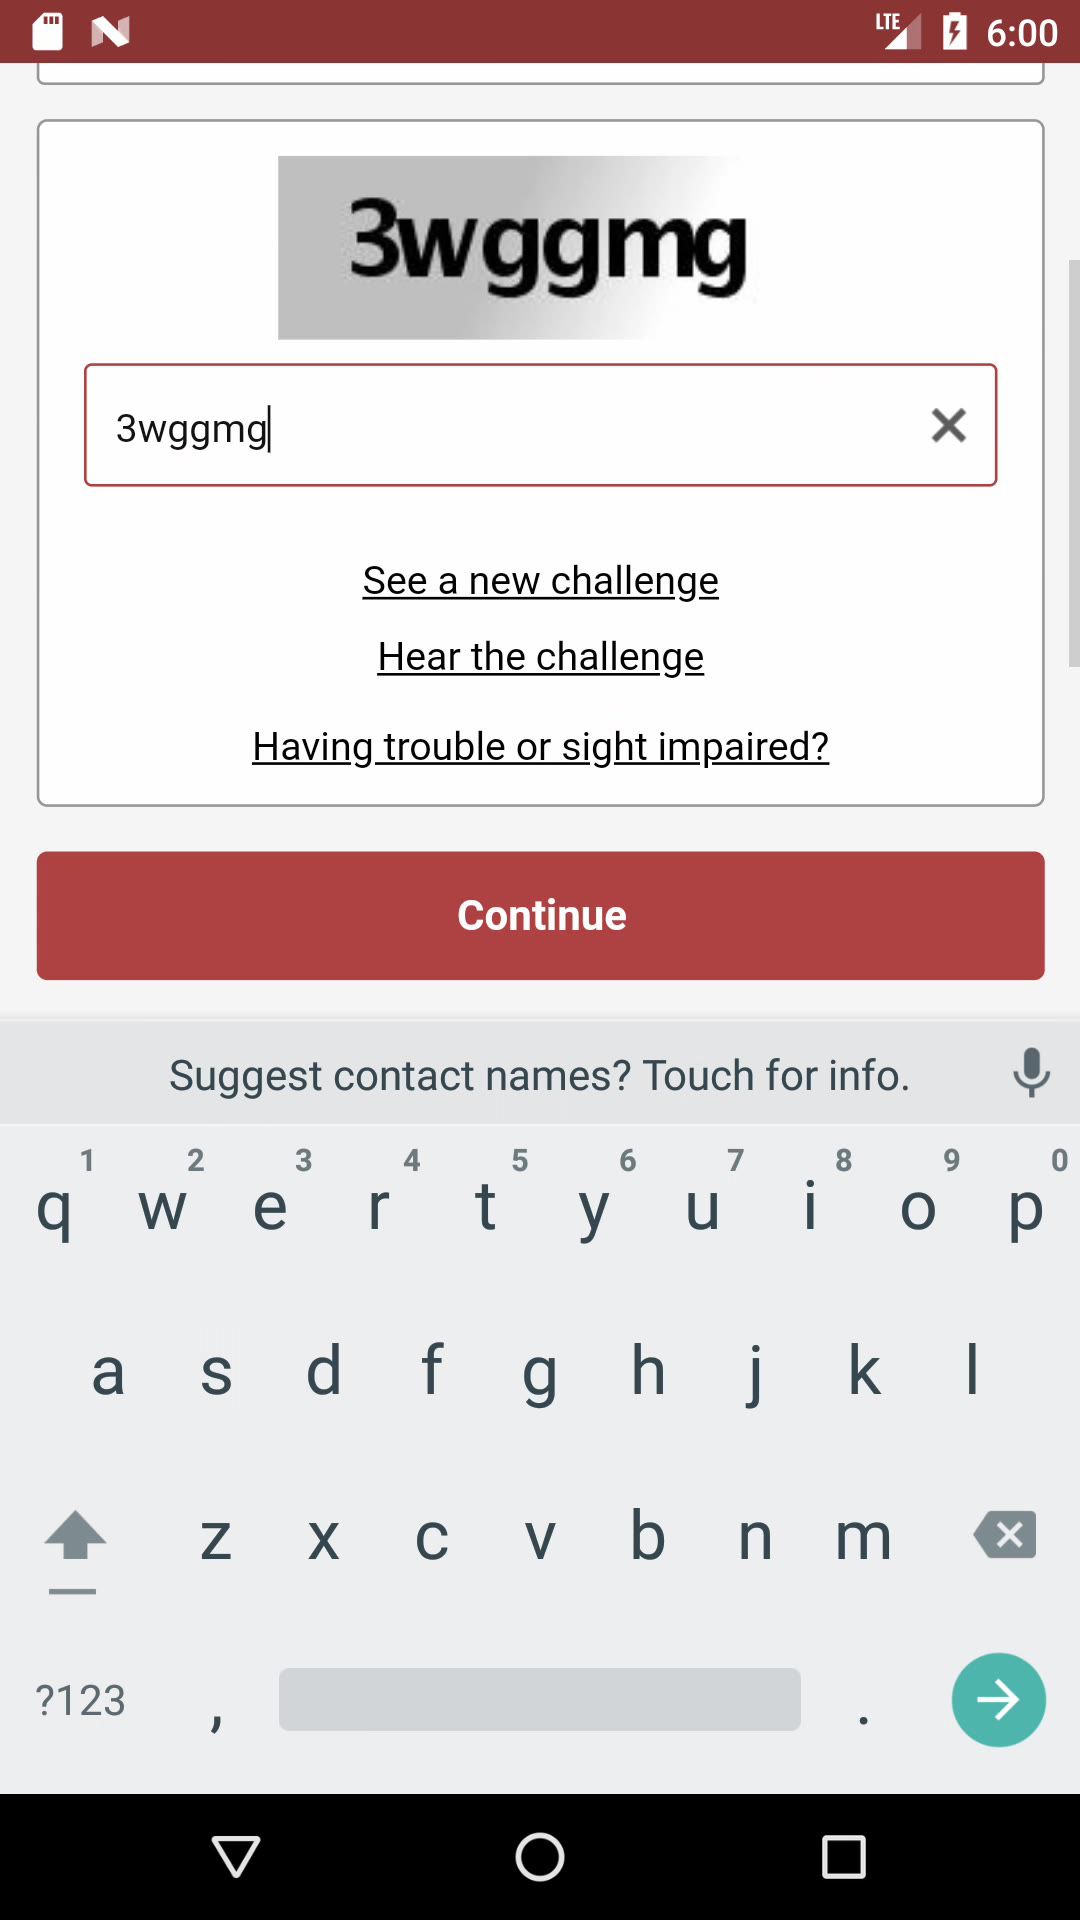 LTE 6:00
3wggmg
3wggmg
See a new challenge
Hear the challenge
Having trouble or sight impaired?
Continue
Suggest contact names? Touch for info.
1 2 3 4 5 6 7 8 9 0
q w e r t y u i o p
a s d f g h j k l
z x c v b n m
?123 , .